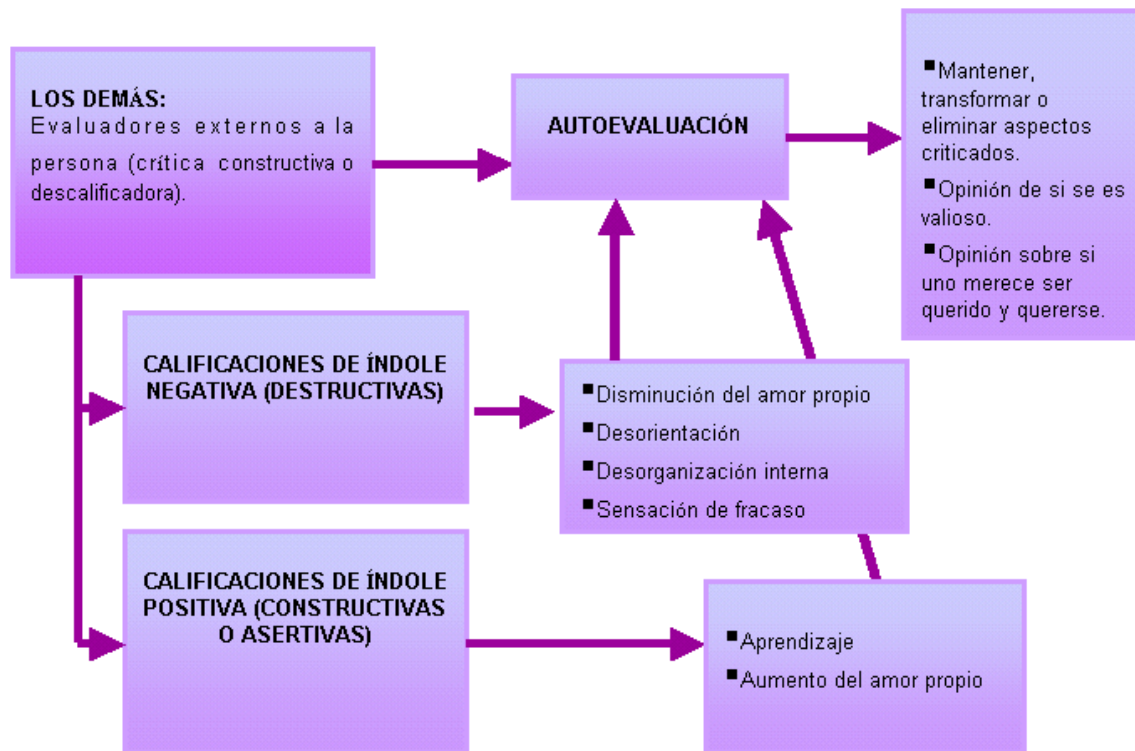 LOS DEMÁS:
Evaluadores externos a la
persona (crítica constructiva o
descalificadora).
AUTOEVALUACIÓN
▪Mantener,
transformar o
eliminar aspectos
criticados.
▪Opinión de si se es
valioso.
▪Opinión sobre si
uno merece ser
querido y quererse.
CALIFICACIONES DE ÍNDOLE
NEGATIVA (DESTRUCTIVAS)
▪Disminución del amor propio
▪Desorientación
▪Desorganización interna
▪Sensación de fracaso
CALIFICACIONES DE ÍNDOLE
POSITIVA (CONSTRUCTIVAS
O ASERTIVAS)
▪Aprendizaje
▪Aumento del amor propio